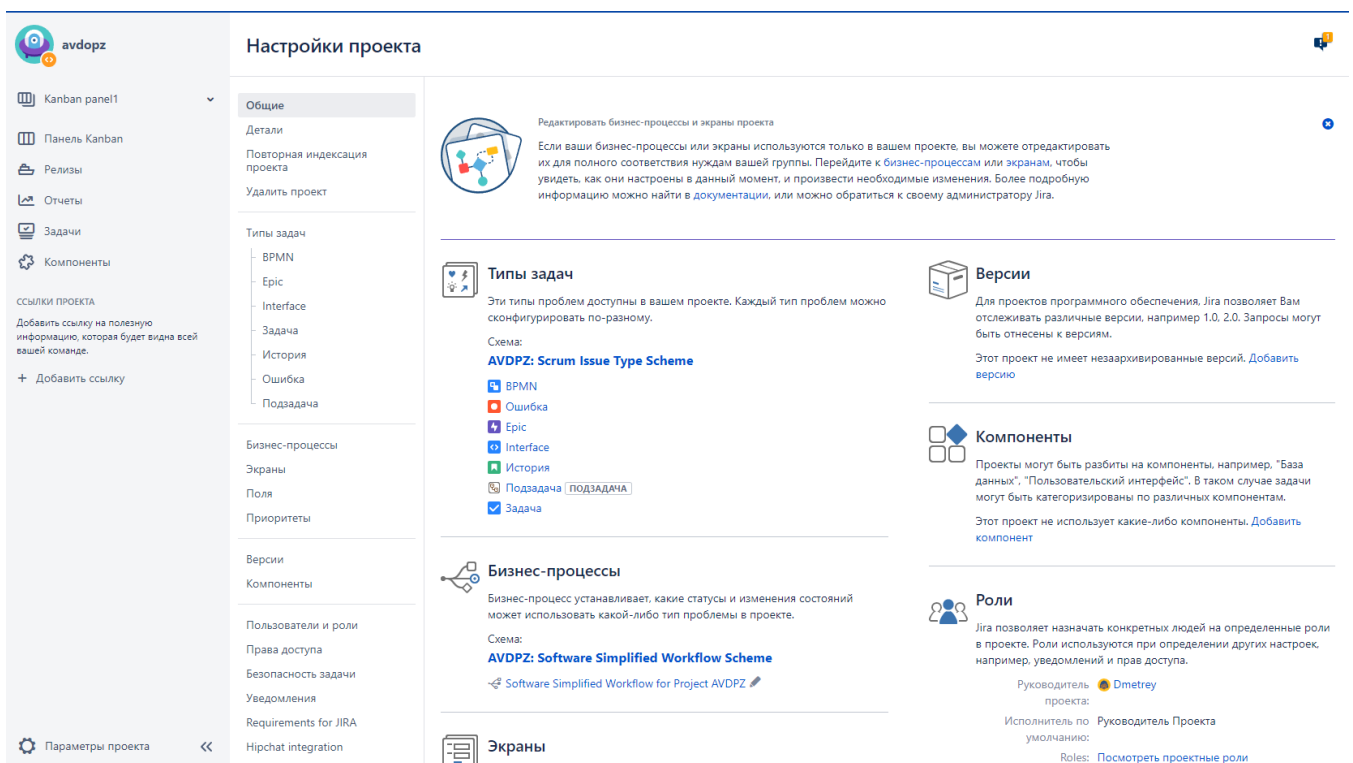 avdopz
Настройки проекта
1
Kanban panel1
Панель Kanban
Релизы
Отчеты
Задачи
Компоненты
ССЫЛКИ ПРОЕКТА
Добавить ссылку на полезную
информацию, которая будет видна всей
вашей команде.
+ Добавить ссылку
Параметры проекта
Общие
Детали
Повторная индексация
проекта
Удалить проект
Типы задач
BPMN
Epic
Interface
Задача
История
Ошибка
Подзадача
Бизнес-процессы
Экраны
Поля
Приоритеты
Версии
Компоненты
Пользователи и роли
Права доступа
Безопасность задачи
Уведомления
Requirements for JIRA
Hipchat integration
Редактировать бизнес-процессы и экраны проекта
Если ваши бизнес-процессы или экраны используются только в вашем проекте, вы можете отредактировать
их для полного соответствия нуждам вашей группы. Перейдите к бизнес-процессам или экранам, чтобы
увидеть, как они настроены в данный момент, и произвести необходимые изменения. Более подробную
информацию можно найти в документации, или можно обратиться к своему администратору Jira.
Типы задач
Эти типы проблем доступны в вашем проекте. Каждый тип проблем можно
сконфигурировать по-разному.
Схема:
AVDPZ: Scrum Issue Type Scheme
BPMN
Ошибка
Epic
Interface
История
Подзадача ПОДЗАДАЧА
Задача
Бизнес-процессы
Бизнес-процесс устанавливает, какие статусы и изменения состояний
может использовать какой-либо тип проблемы в проекте.
Схема:
AVDPZ: Software Simplified Workflow Scheme
Software Simplified Workflow for Project AVDPZ
Экраны
Версии
Для проектов программного обеспечения, Jira позволяет Вам
отслеживать различные версии, например 1.0, 2.0. Запросы могут
быть отнесены к версиям.
Этот проект не имеет незаархивированные версий. Добавить
версию
Компоненты
Проекты могут быть разбиты на компоненты, например, "База
данных", "Пользовательский интерфейс". В таком случае задачи
могут быть категоризированы по различных компонентам.
Этот проект не использует какие-либо компоненты. Добавить
компонент
Роли
Jira позволяет назначать конкретных людей на определенные роли
в проекте. Роли используются при определении других настроек,
например, уведомлений и прав доступа.
Руководитель Dmetrey
проекта:
Исполнитель по Руководитель Проекта
умолчанию:
Roles: Посмотреть проектные роли